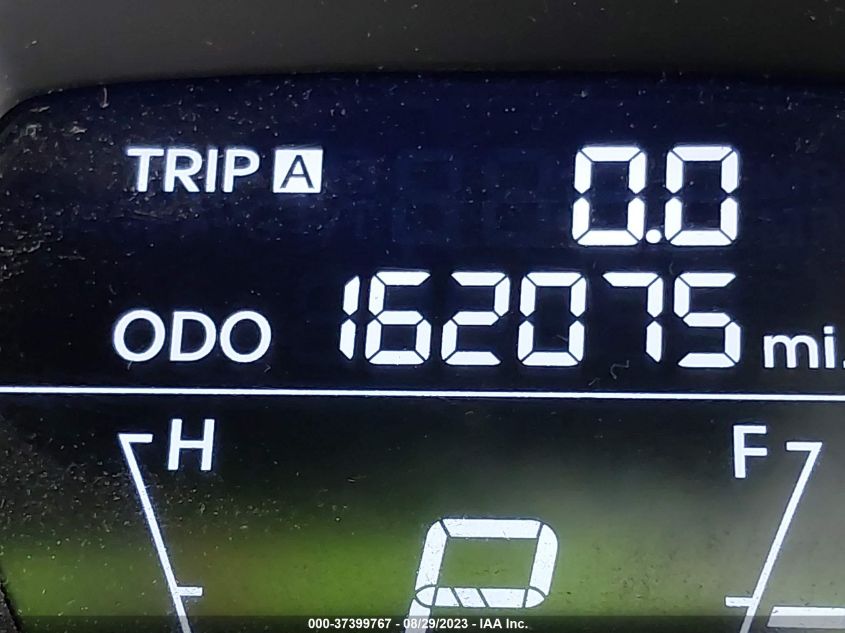 TRIP A 0.0
ODO 162075 mi.
H F
P
000-37399767 - 08/29/2023 - IAA Inc.